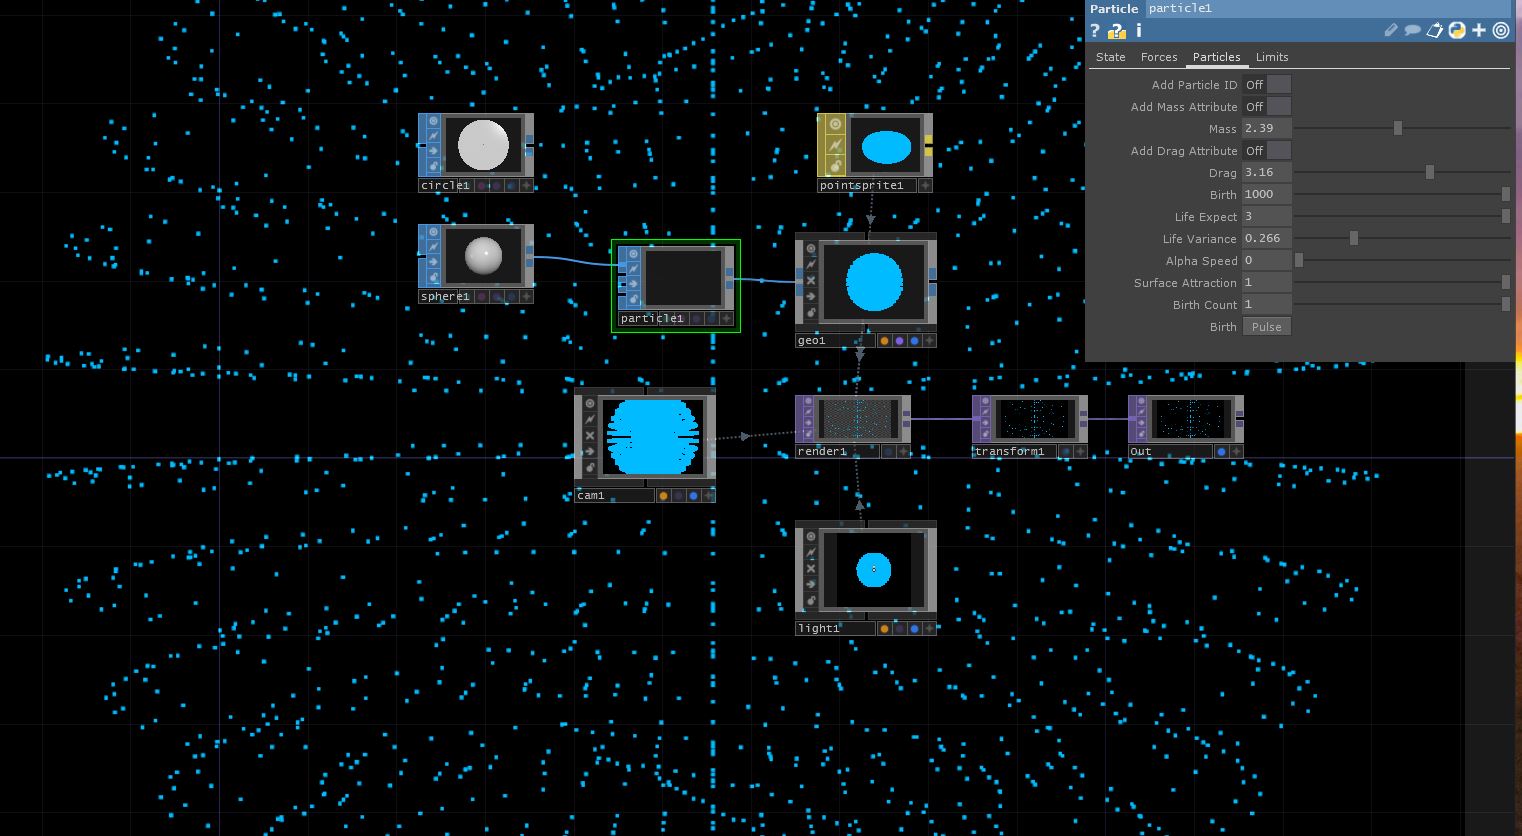 Particle particle1
? ? i
State Forces Particles Limits
Add Particle ID Off
Add Mass Attribute Off
Mass 2.39
Add Drag Attribute Off
Drag 3.16
Birth 1000
Life Expect 3
Life Variance 0.266
Alpha Speed 0
Surface Attraction 1
Birth Count 1
Birth Pulse
circle1
pointsprite1
sphere1
particle1
geo1
cam1
render1
transform1
Out
light1